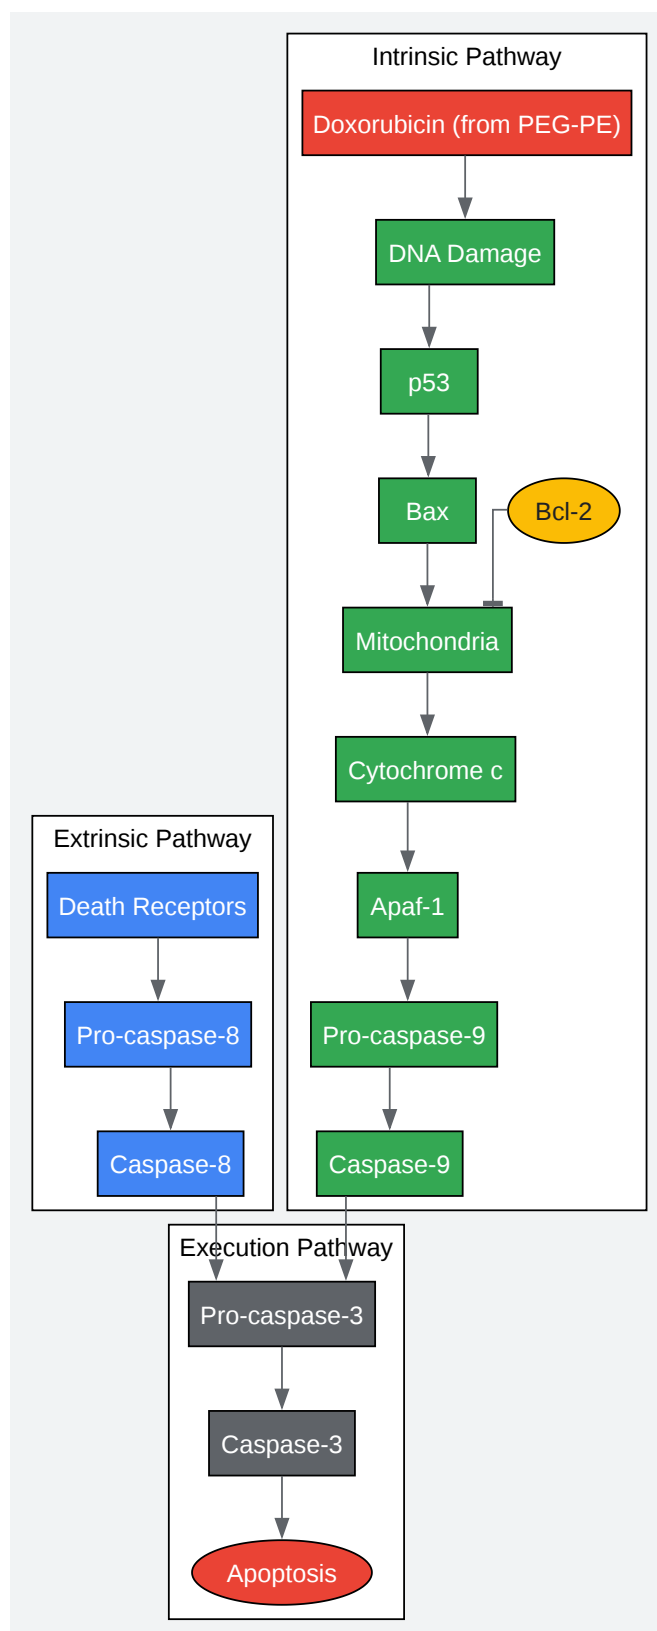 Intrinsic Pathway
Doxorubicin (from PEG-PE)
DNA Damage
p53
Bax
Bcl-2
Mitochondria
Cytochrome c
Extrinsic Pathway
Death Receptors
Apaf-1
Pro-caspase-8
Pro-caspase-9
Caspase-8
Caspase-9
Execution Pathway
Pro-caspase-3
Caspase-3
Apoptosis